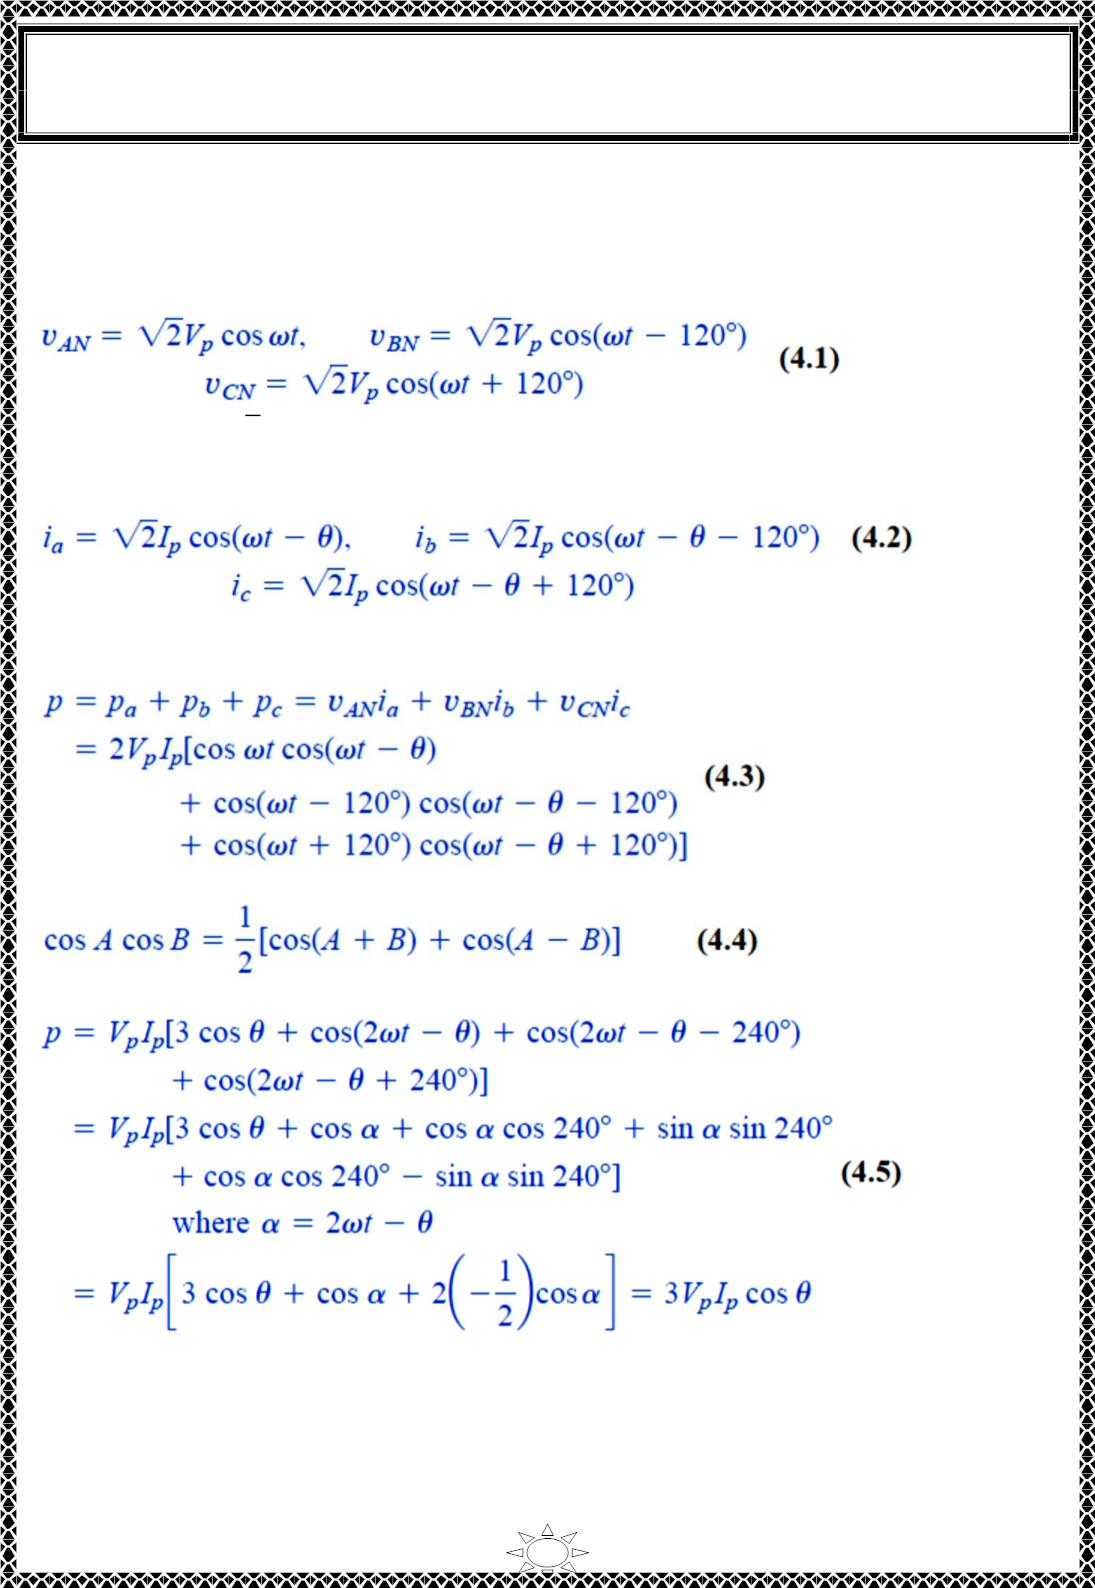 v_AN = √2V_p cos ωt,   v_BN = √2V_p cos(ωt − 120°)   (4.1)
v_CN = √2V_p cos(ωt + 120°)
i_a = √2I_p cos(ωt − θ),   i_b = √2I_p cos(ωt − θ − 120°)   (4.2)
i_c = √2I_p cos(ωt − θ + 120°)
p = p_a + p_b + p_c = v_AN i_a + v_BN i_b + v_CN i_c
= 2V_pI_p[cos ωt cos(ωt − θ)
(4.3)
+ cos(ωt − 120°) cos(ωt − θ − 120°)
+ cos(ωt + 120°) cos(ωt − θ + 120°)]
cos A cos B = 1/2[cos(A + B) + cos(A − B)]   (4.4)
p = V_pI_p[3 cos θ + cos(2ωt − θ) + cos(2ωt − θ − 240°)
+ cos(2ωt − θ + 240°)]
= V_pI_p[3 cos θ + cos α + cos α cos 240° + sin α sin 240°
+ cos α cos 240° − sin α sin 240°]   (4.5)
where α = 2ωt − θ
= V_pI_p[3 cos θ + cos α + 2(−1/2)cos α] = 3V_pI_p cos θ